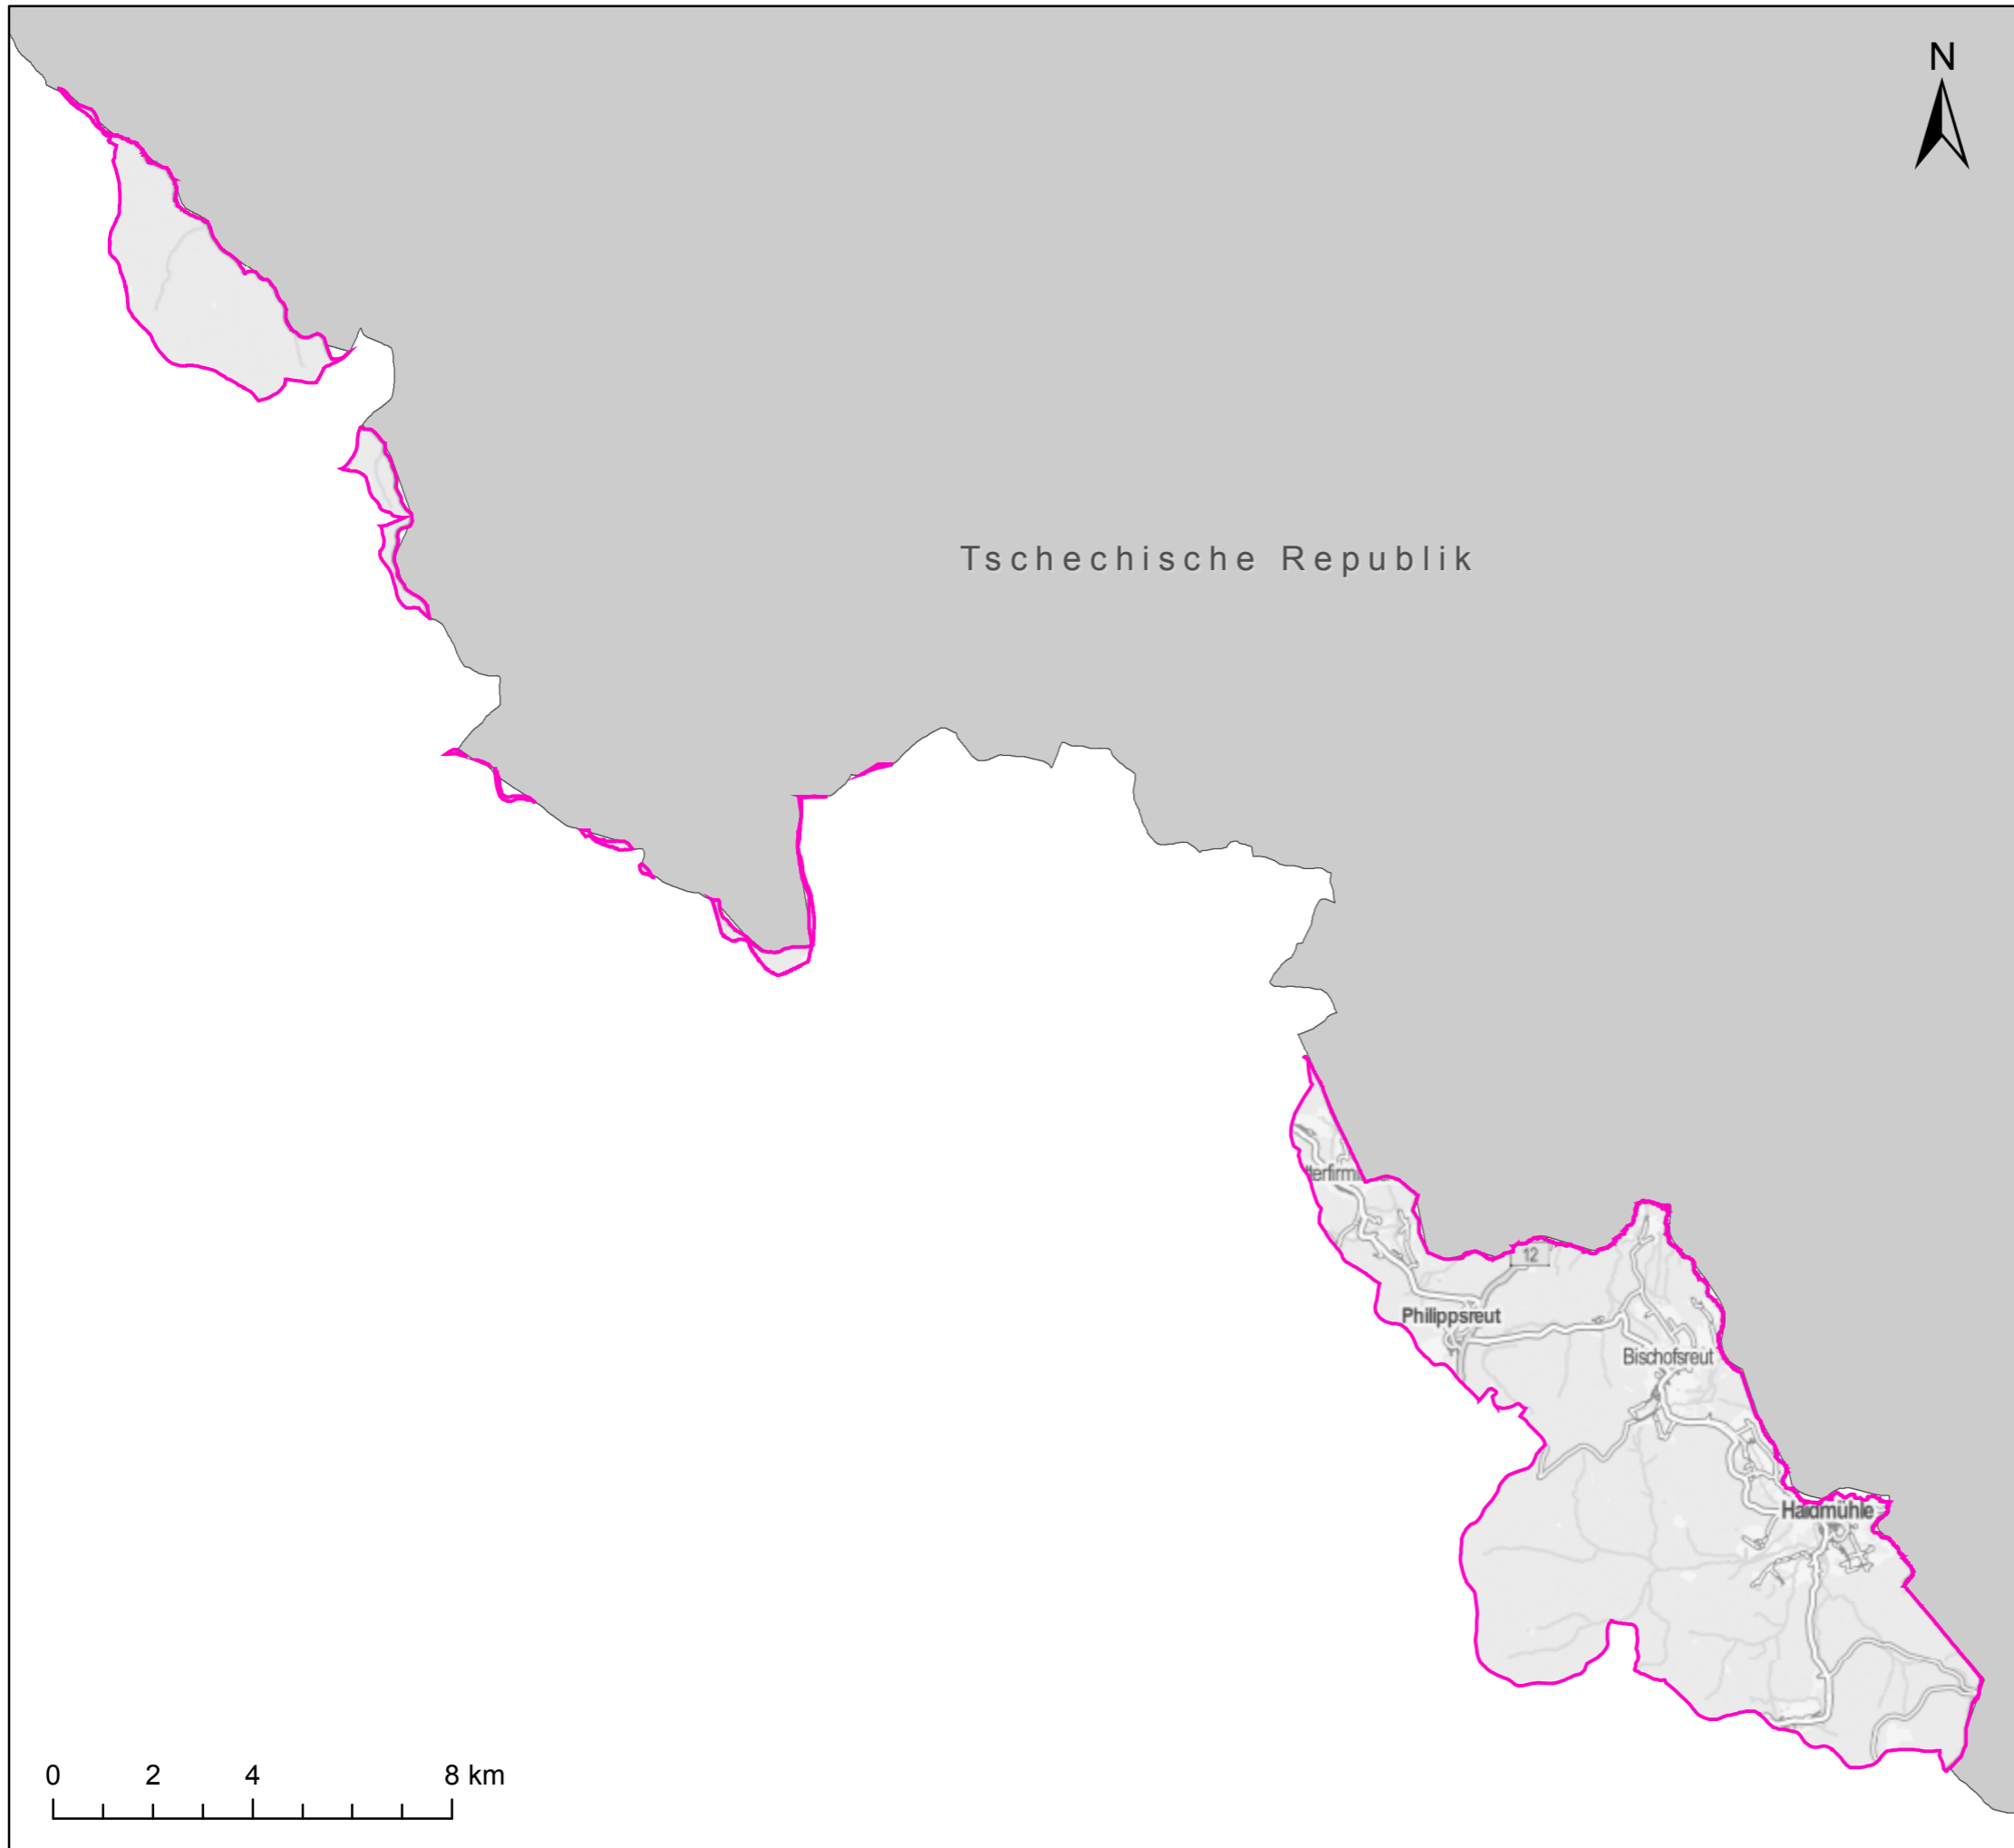 N
Tschechische Republik
12
Philippsreut
Bischofsreut
Haidmühle
0 2 4 8 km